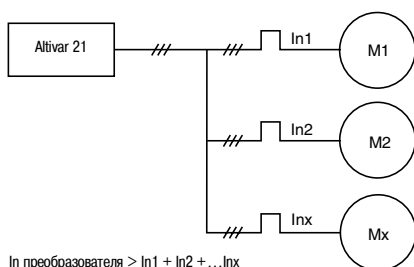 Altivar 21
In1
M1
In2
M2
Inx
Mx
In преобразователя > In1 + In2 + ...Inx